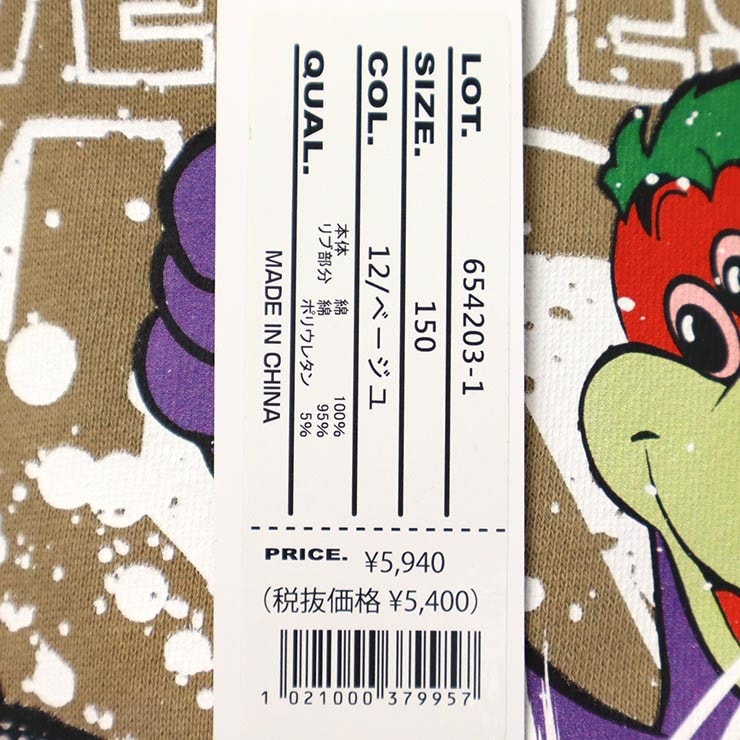 LOT. 654203-1
SIZE. 150
COL. 12/ベージュ
QUAL. 本体 綿 100%
リブ部分 綿 95%
ポリウレタン 5%
MADE IN CHINA
PRICE. ¥5,940
（税抜価格 ¥5,400）
1 021000 379957